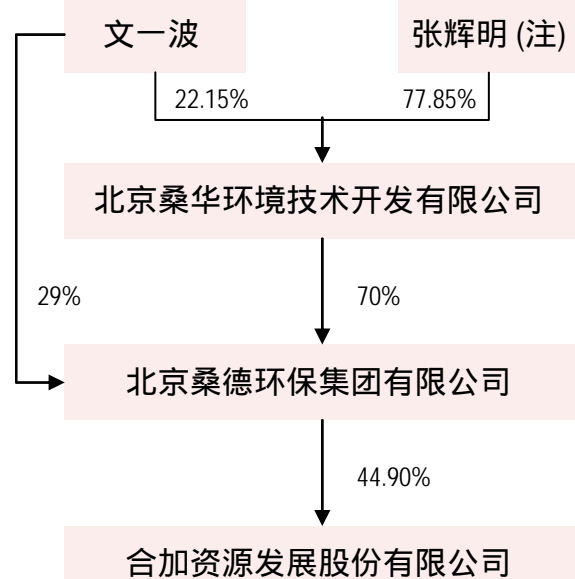 文一波
张辉明 (注)
22.15%
77.85%
北京桑华环境技术开发有限公司
29%
70%
北京桑德环保集团有限公司
44.90%
合加资源发展股份有限公司